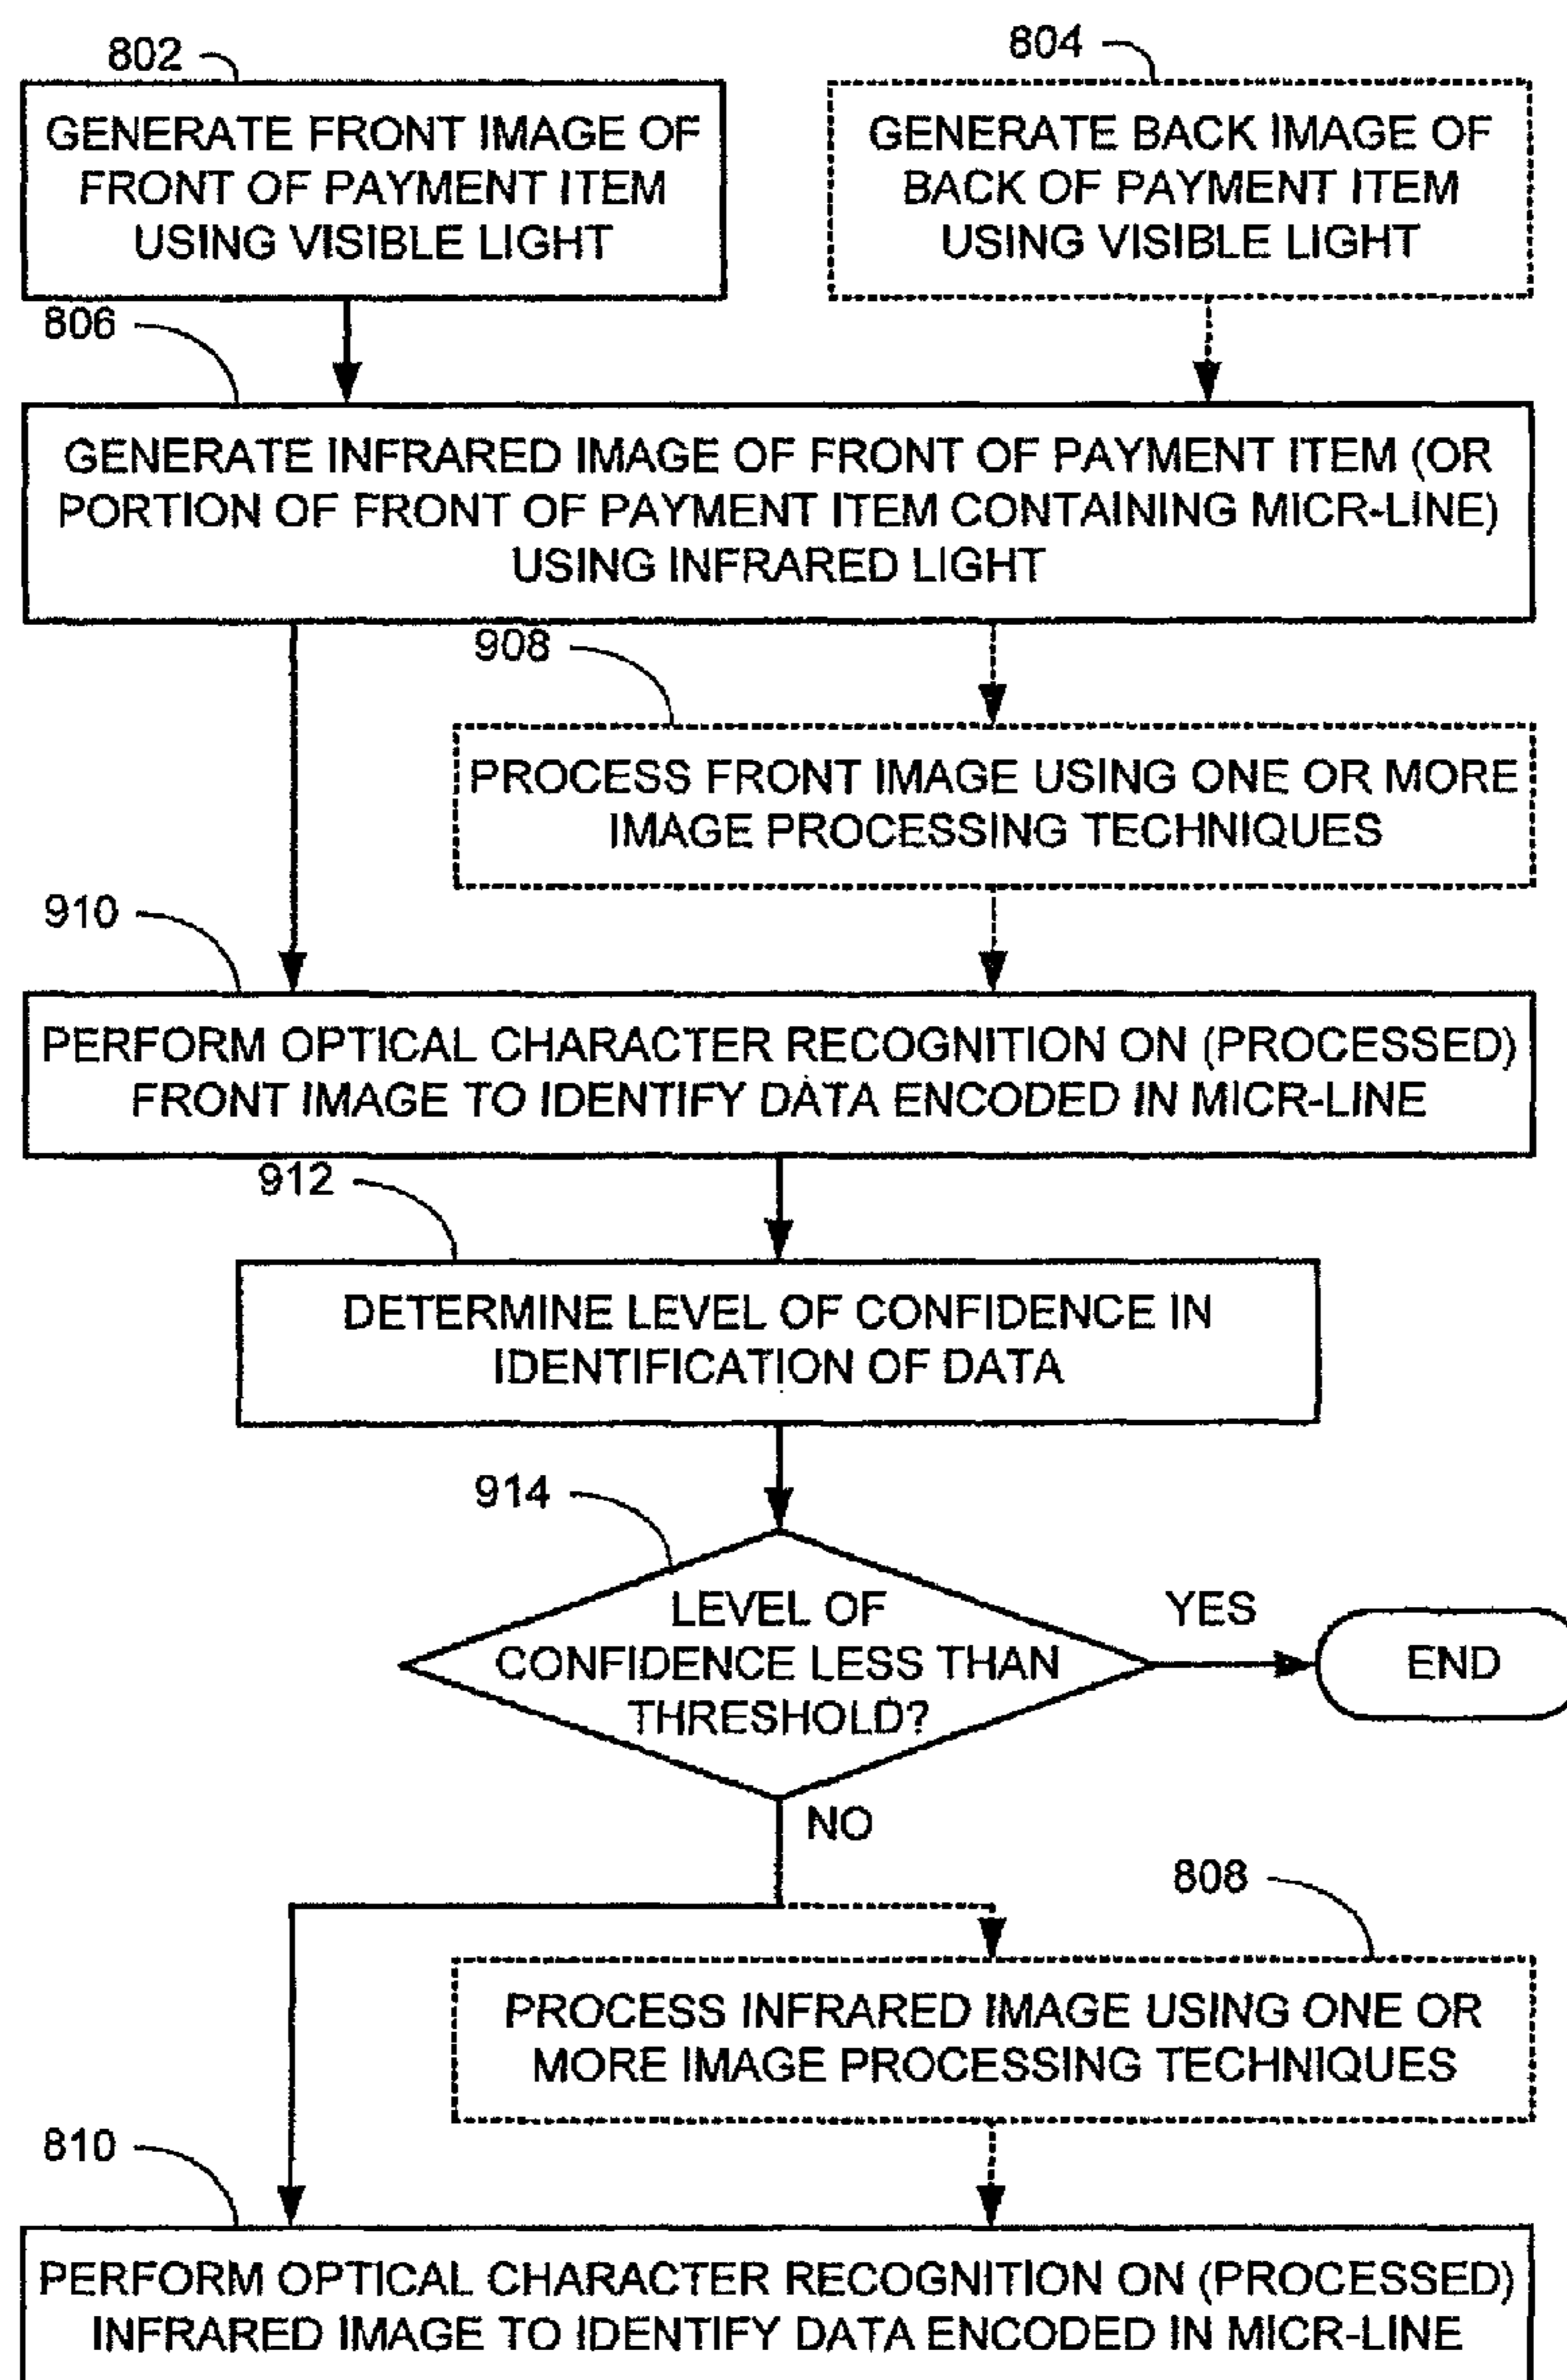 802
804
GENERATE FRONT IMAGE OF
FRONT OF PAYMENT ITEM
USING VISIBLE LIGHT
GENERATE BACK IMAGE OF
BACK OF PAYMENT ITEM
USING VISIBLE LIGHT
806
GENERATE INFRARED IMAGE OF FRONT OF PAYMENT ITEM (OR
PORTION OF FRONT OF PAYMENT ITEM CONTAINING MICR-LINE)
USING INFRARED LIGHT
908
PROCESS FRONT IMAGE USING ONE OR MORE
IMAGE PROCESSING TECHNIQUES
910
PERFORM OPTICAL CHARACTER RECOGNITION ON (PROCESSED)
FRONT IMAGE TO IDENTIFY DATA ENCODED IN MICR-LINE
912
DETERMINE LEVEL OF CONFIDENCE IN
IDENTIFICATION OF DATA
914
LEVEL OF
CONFIDENCE LESS THAN
THRESHOLD?
YES
END
NO
808
PROCESS INFRARED IMAGE USING ONE OR
MORE IMAGE PROCESSING TECHNIQUES
810
PERFORM OPTICAL CHARACTER RECOGNITION ON (PROCESSED)
INFRARED IMAGE TO IDENTIFY DATA ENCODED IN MICR-LINE